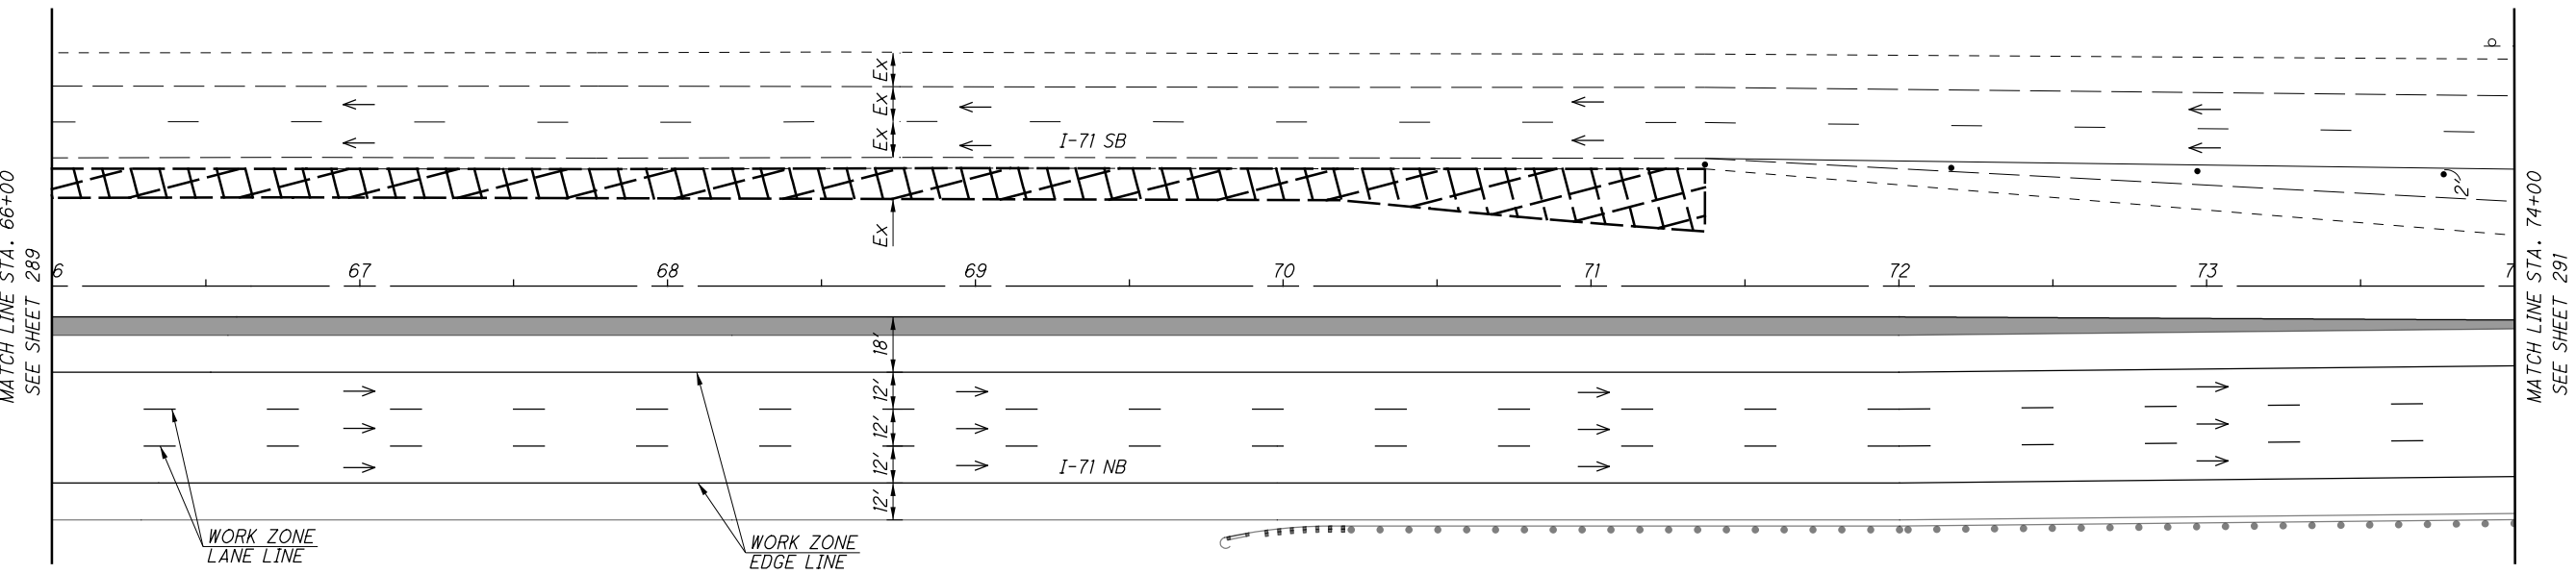 MATCH LINE STA. 66+00
SEE SHEET 289
Ex
Ex
Ex
I-71 SB
Ex
2'
6 67 68 69 70 71 72 73 7
18'
12'
12'
12'
I-71 NB
12'
WORK ZONE
LANE LINE
WORK ZONE
EDGE LINE
MATCH LINE STA. 74+00
SEE SHEET 291